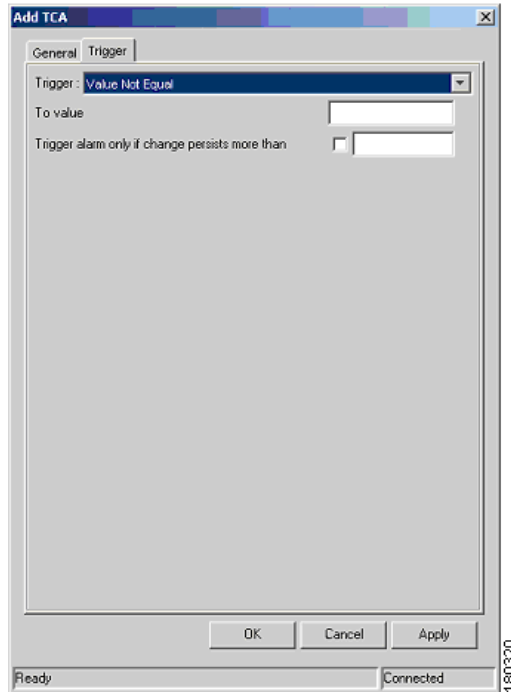 Add TCA
General Trigger
Trigger : Value Not Equal
To value
Trigger alarm only if change persists more than
OK Cancel Apply
Ready Connected
180320